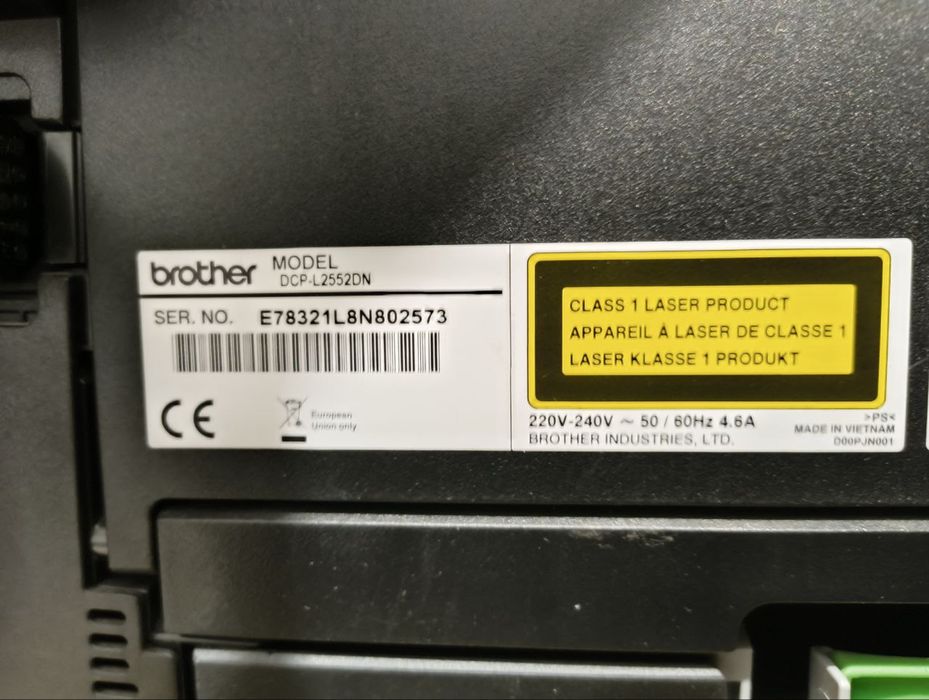 brother
MODEL
DCP-L2552DN
SER. NO. E78321L8N802573
CE
European
Union only
CLASS 1 LASER PRODUCT
APPAREIL À LASER DE CLASSE 1
LASER KLASSE 1 PRODUKT
220V-240V ~ 50 / 60Hz 4.6A
BROTHER INDUSTRIES, LTD.
>PS<
MADE IN VIETNAM
D00PJN001